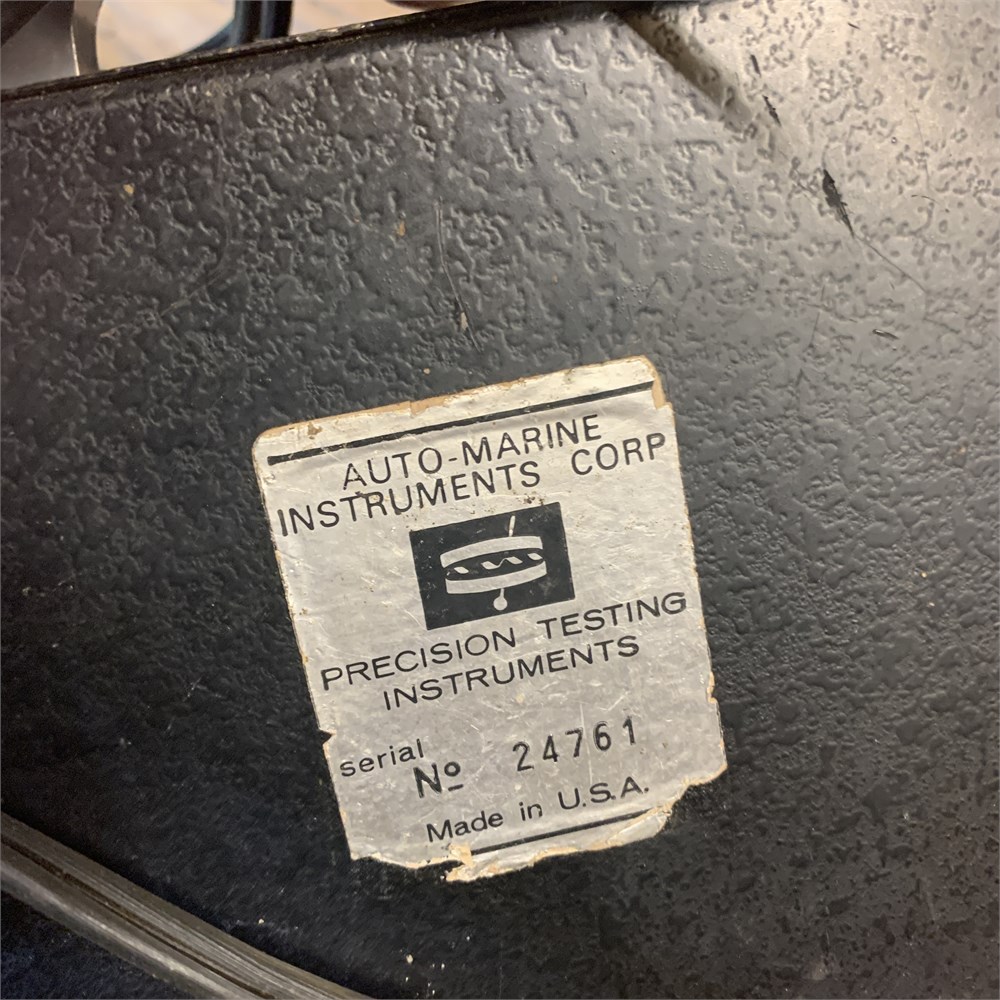 AUTO-MARINE
INSTRUMENTS CORP
PRECISION TESTING
INSTRUMENTS
serial
Nº 24761
Made in U.S.A.